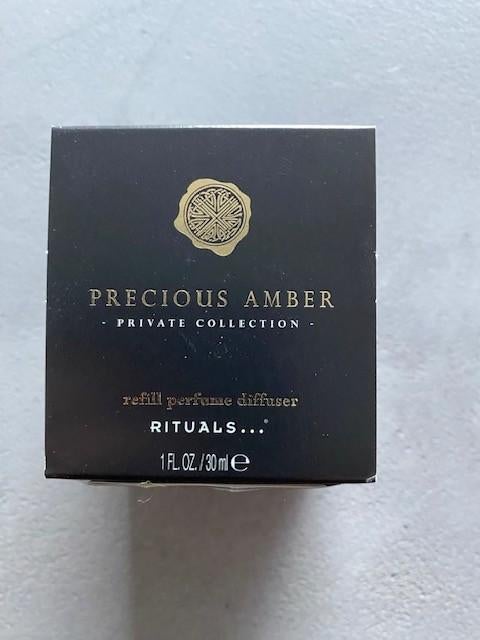 PRECIOUS AMBER
- PRIVATE COLLECTION -
refill perfume diffuser
RITUALS...®
1 FL. OZ. / 30 ml ℮